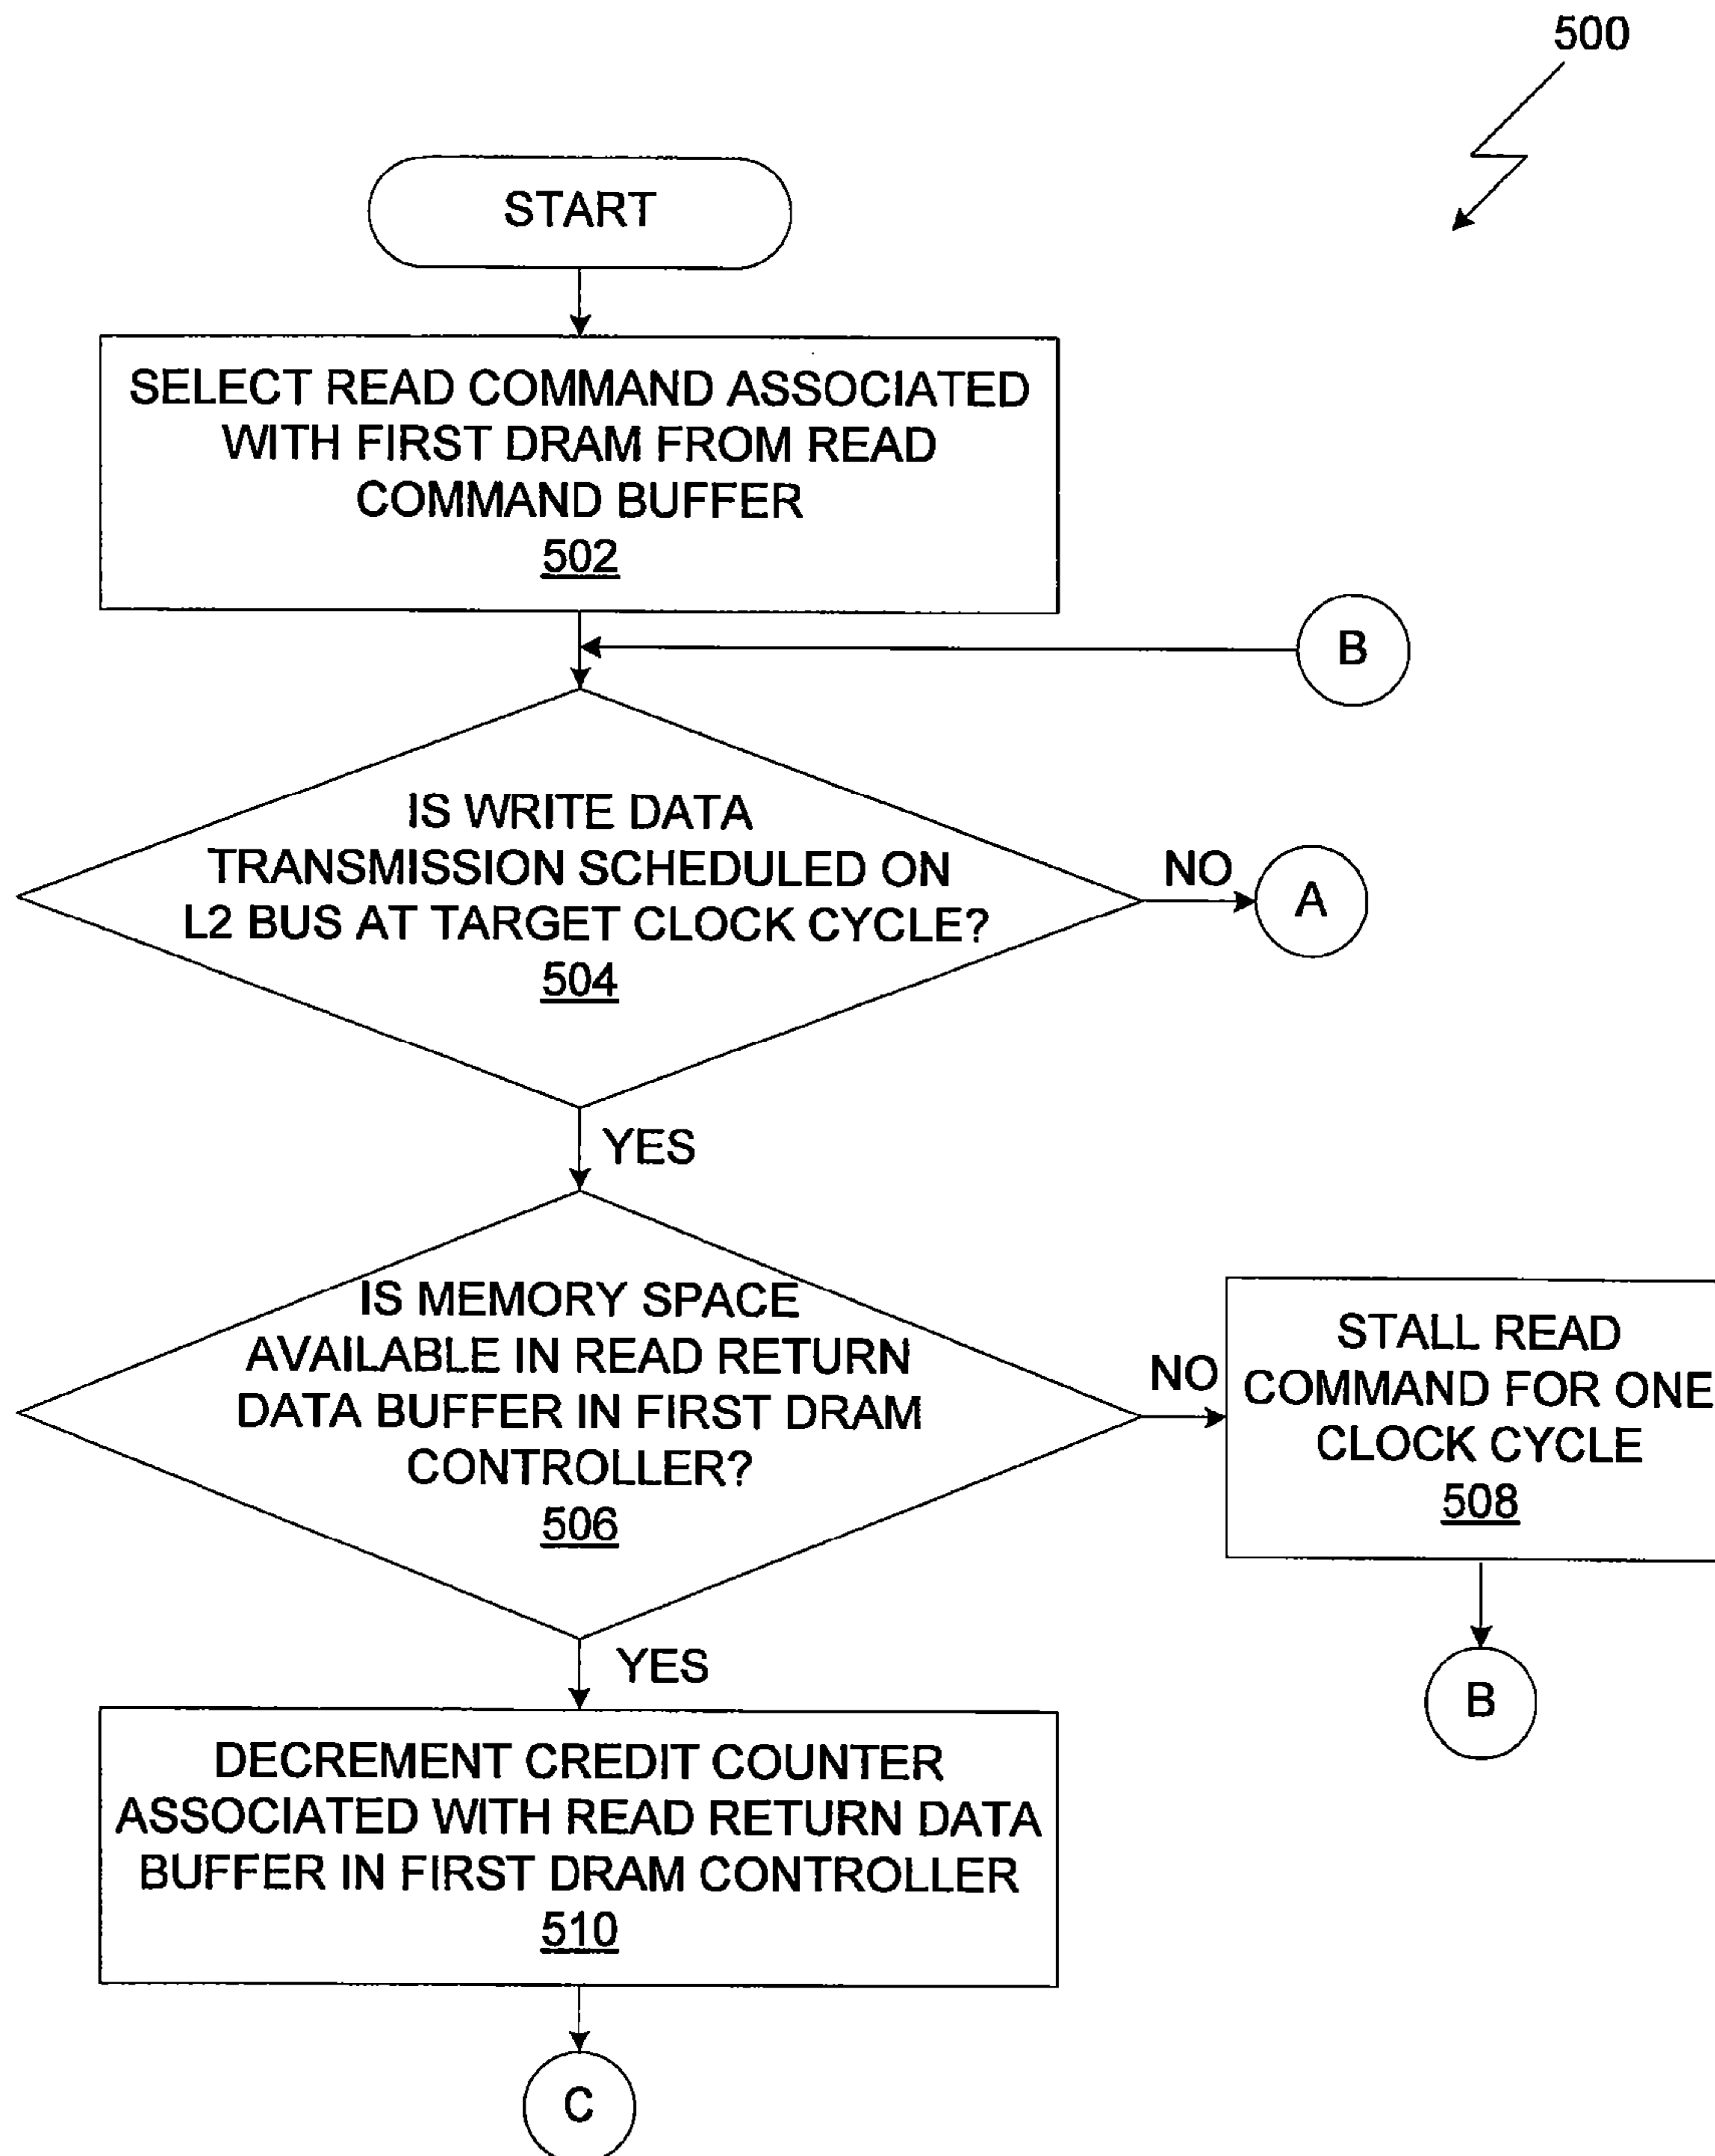 500
START
SELECT READ COMMAND ASSOCIATED
WITH FIRST DRAM FROM READ
COMMAND BUFFER
502
B
IS WRITE DATA
TRANSMISSION SCHEDULED ON
L2 BUS AT TARGET CLOCK CYCLE?
504
NO
A
YES
IS MEMORY SPACE
AVAILABLE IN READ RETURN
DATA BUFFER IN FIRST DRAM
CONTROLLER?
506
NO
STALL READ
COMMAND FOR ONE
CLOCK CYCLE
508
B
YES
DECREMENT CREDIT COUNTER
ASSOCIATED WITH READ RETURN DATA
BUFFER IN FIRST DRAM CONTROLLER
510
C